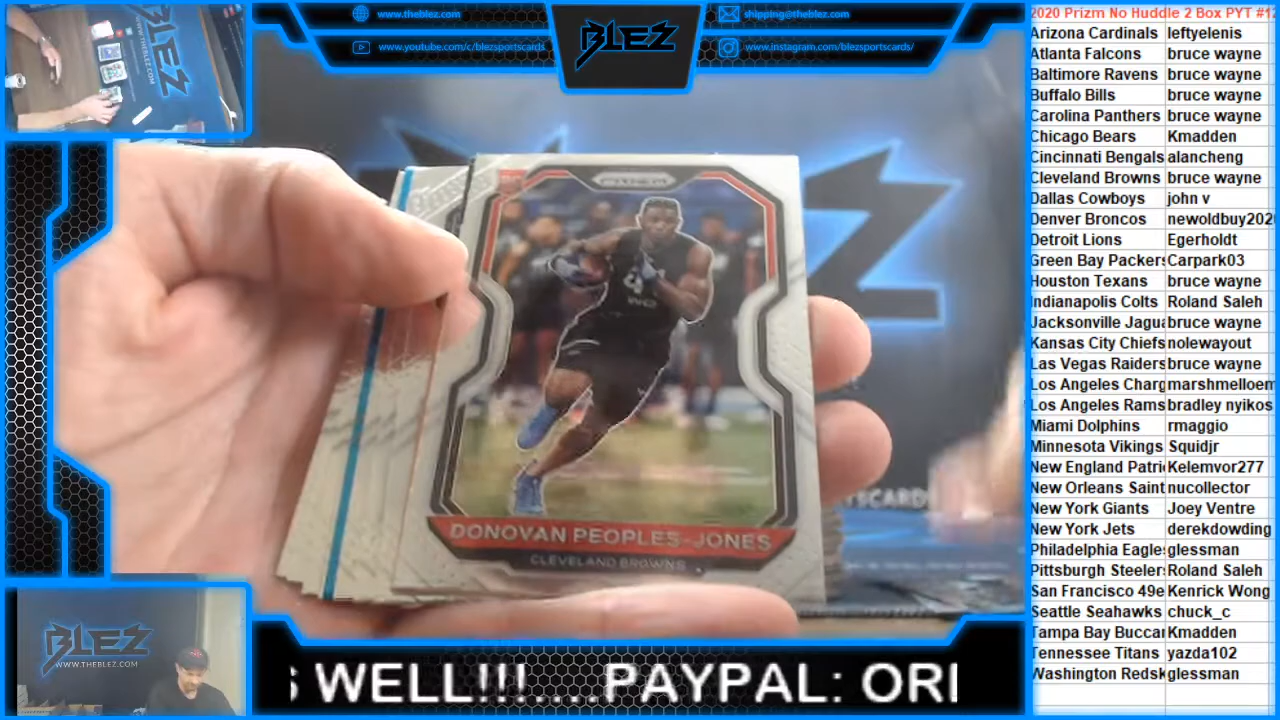 www.theblez.com
www.youtube.com/c/blezsportscards
BLEZ
shipping@theblez.com
www.instagram.com/blezsportscards/
2020 Prizm No Huddle 2 Box PYT #1
Arizona Cardinals leftyelenis
Atlanta Falcons bruce wayne
Baltimore Ravens bruce wayne
Buffalo Bills bruce wayne
Carolina Panthers bruce wayne
Chicago Bears Kmadden
Cincinnati Bengals alancheng
Cleveland Browns bruce wayne
Dallas Cowboys john v
Denver Broncos newoldbuy202
Detroit Lions Egerholdt
Green Bay Packers Carpark03
Houston Texans bruce wayne
Indianapolis Colts Roland Saleh
Jacksonville Jagua bruce wayne
Kansas City Chiefs nolewayout
Las Vegas Raiders bruce wayne
Los Angeles Charg marshmelloem
Los Angeles Rams bradley nyikos
Miami Dolphins rmaggio
Minnesota Vikings Squidjr
New England Patri Kelemvor277
New Orleans Saint nucollector
New York Giants Joey Ventre
New York Jets derekdowding
Philadelphia Eagle glessman
Pittsburgh Steelers Roland Saleh
San Francisco 49e Kenrick Wong
Seattle Seahawks chuck_c
Tampa Bay Buccar Kmadden
Tennessee Titans yazda102
Washington Redsk glessman
PRIZM
DONOVAN PEOPLES-JONES
CLEVELAND BROWNS
BLEZ
WWW.THEBLEZ.COM
S WELL!!!....PAYPAL: ORI